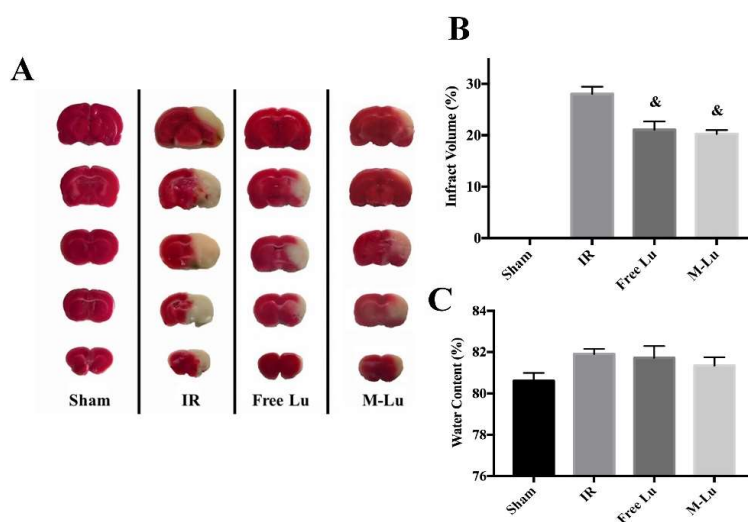 A
Sham
IR
Free Lu
M-Lu
B
Infract Volume (%)
30
20
10
0
&
&
Sham
IR
Free Lu
M-Lu
C
Water Content (%)
84
82
80
78
76
Sham
IR
Free Lu
M-Lu